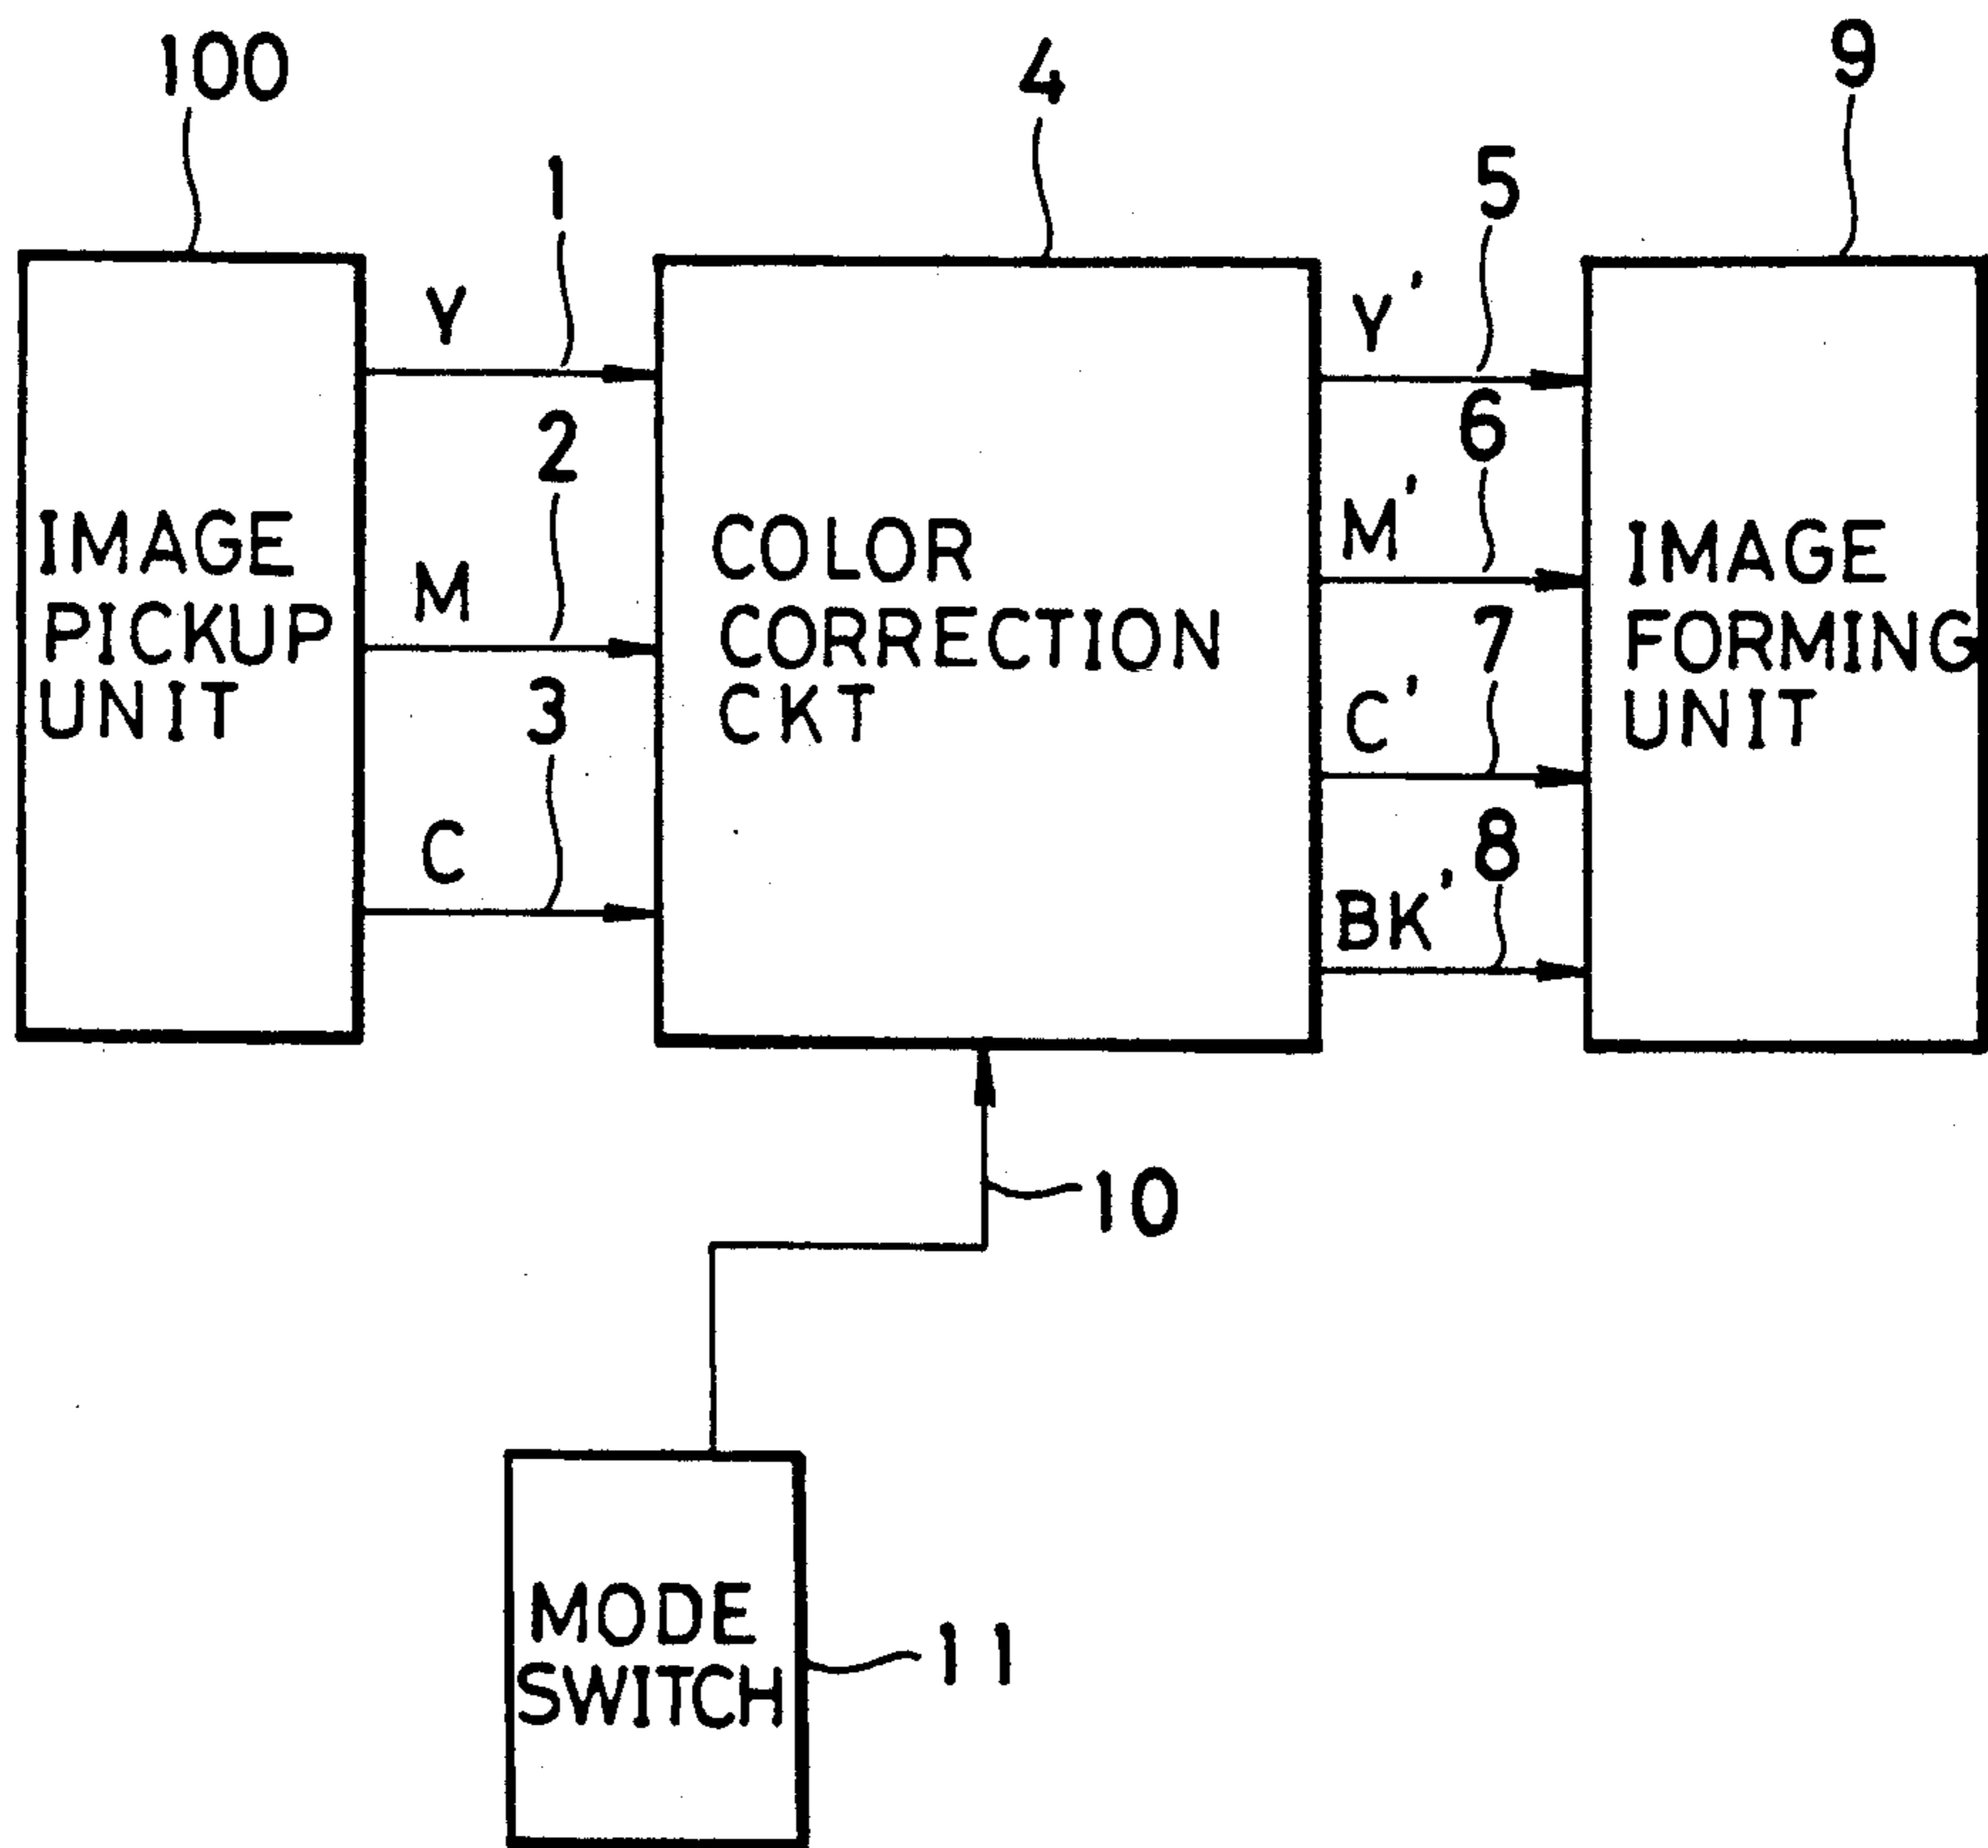 100
4
9
1
5
Y
Y'
2
6
M
M'
IMAGE
PICKUP
UNIT
COLOR
CORRECTION
CKT
IMAGE
FORMING
UNIT
3
7
C
C'
8
BK'
10
MODE
SWITCH
11